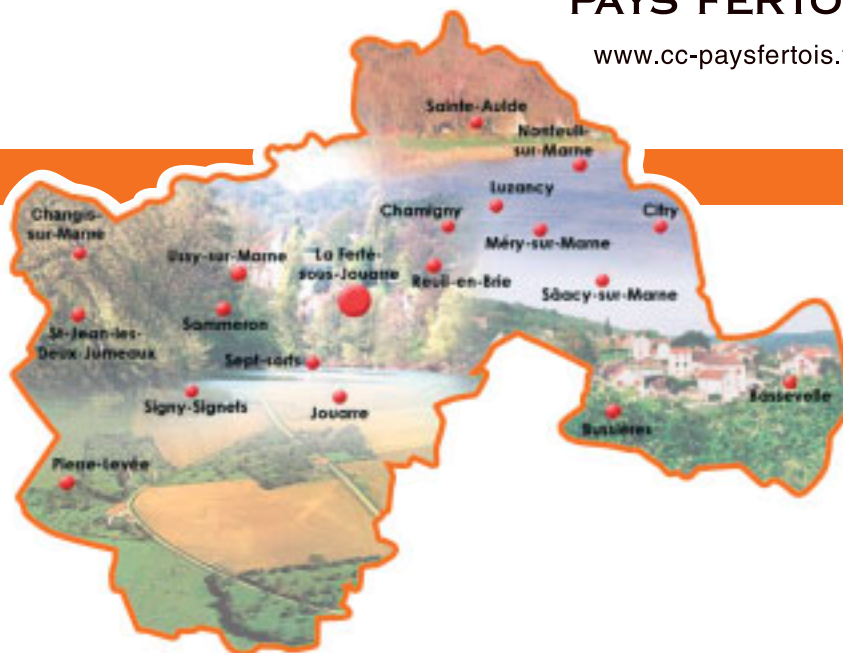 PAYS FERTO
www.cc-paysfertois.
Sainte-Aulde
Nanteuil-
sur-Marne
Luzancy
Chamigny
Citry
Changis-
sur-Marne
Méry-sur-Marne
Ussy-sur-Marne
La Ferté-
sous-Jouarre
Reuil-en-Brie
Sâacy-sur-Marne
St-Jean-les-
Deux-Jumeaux
Sammeron
Sept-sorts
Bassevelle
Signy-Signets
Jouarre
Bussières
Pierre-Levée